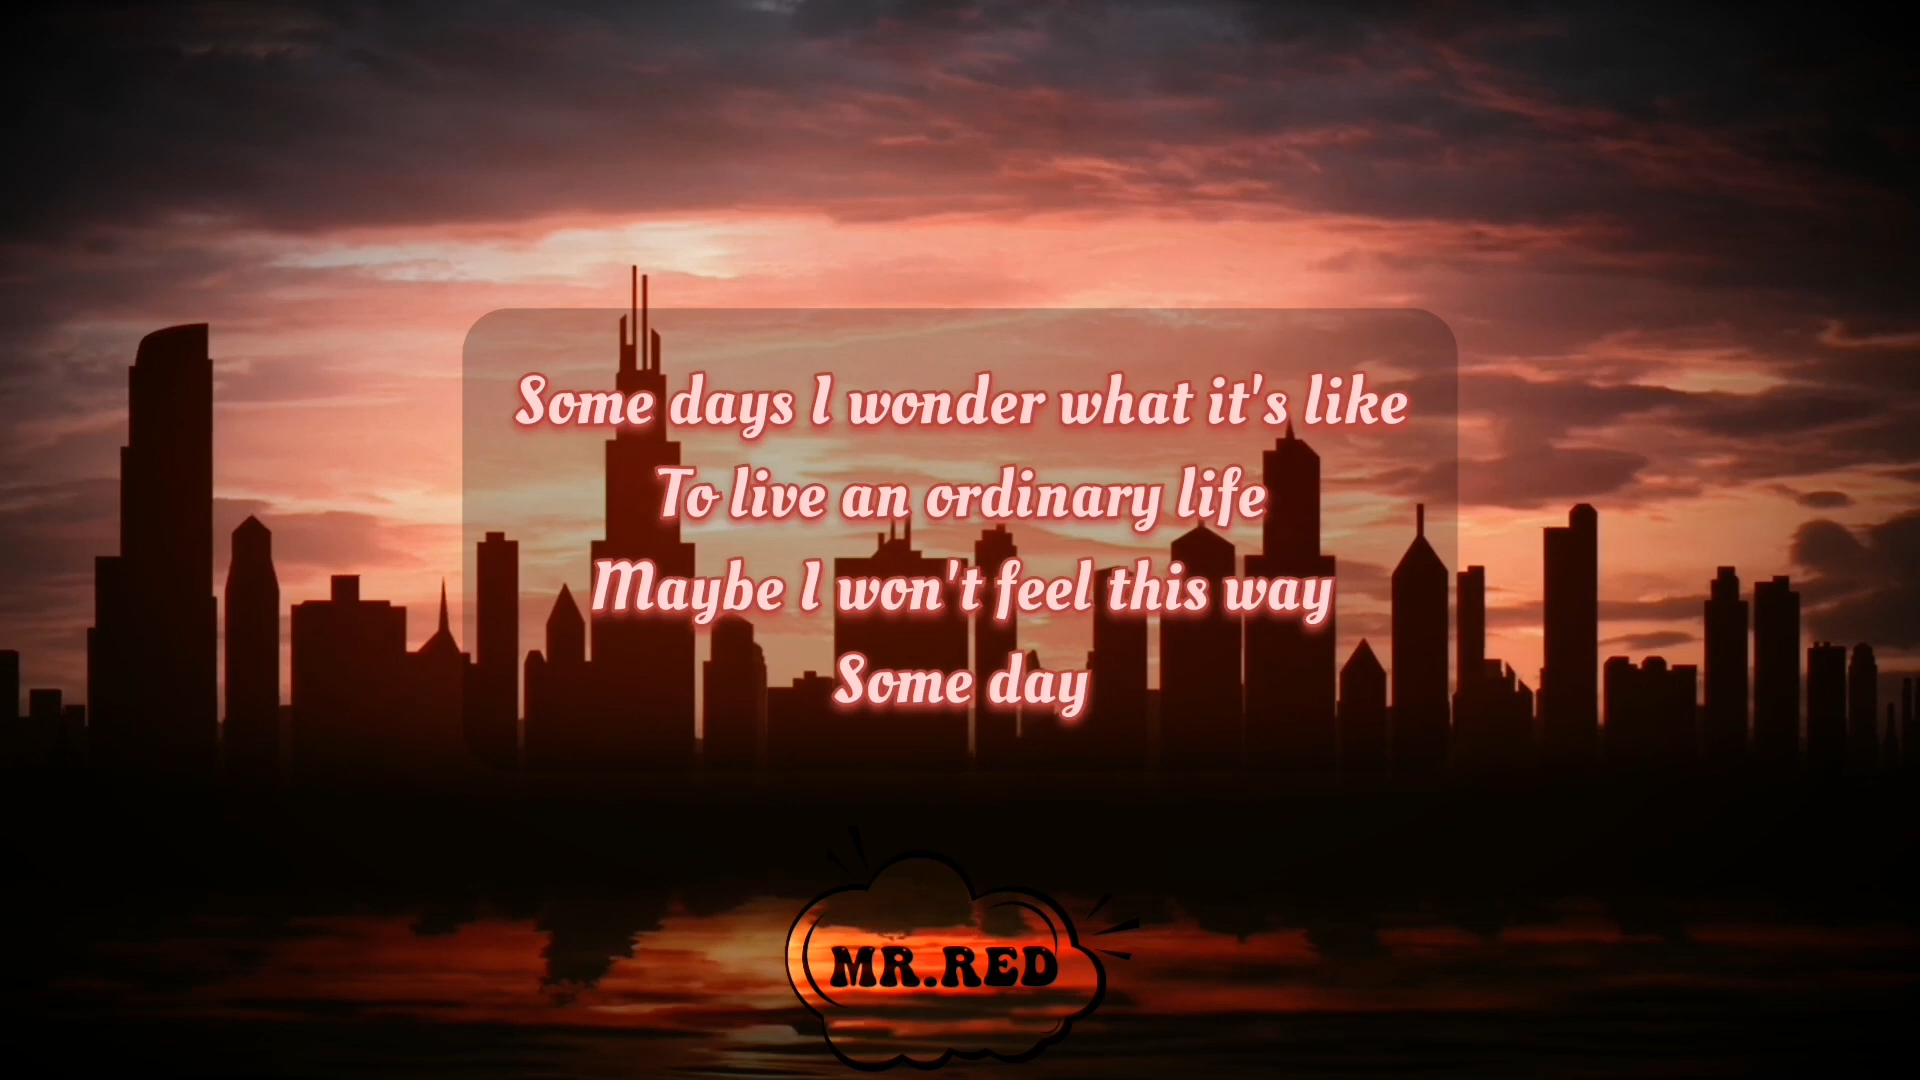 Some days I wonder what it's like
To live an ordinary life
Maybe I won't feel this way
Some day
MR.RED